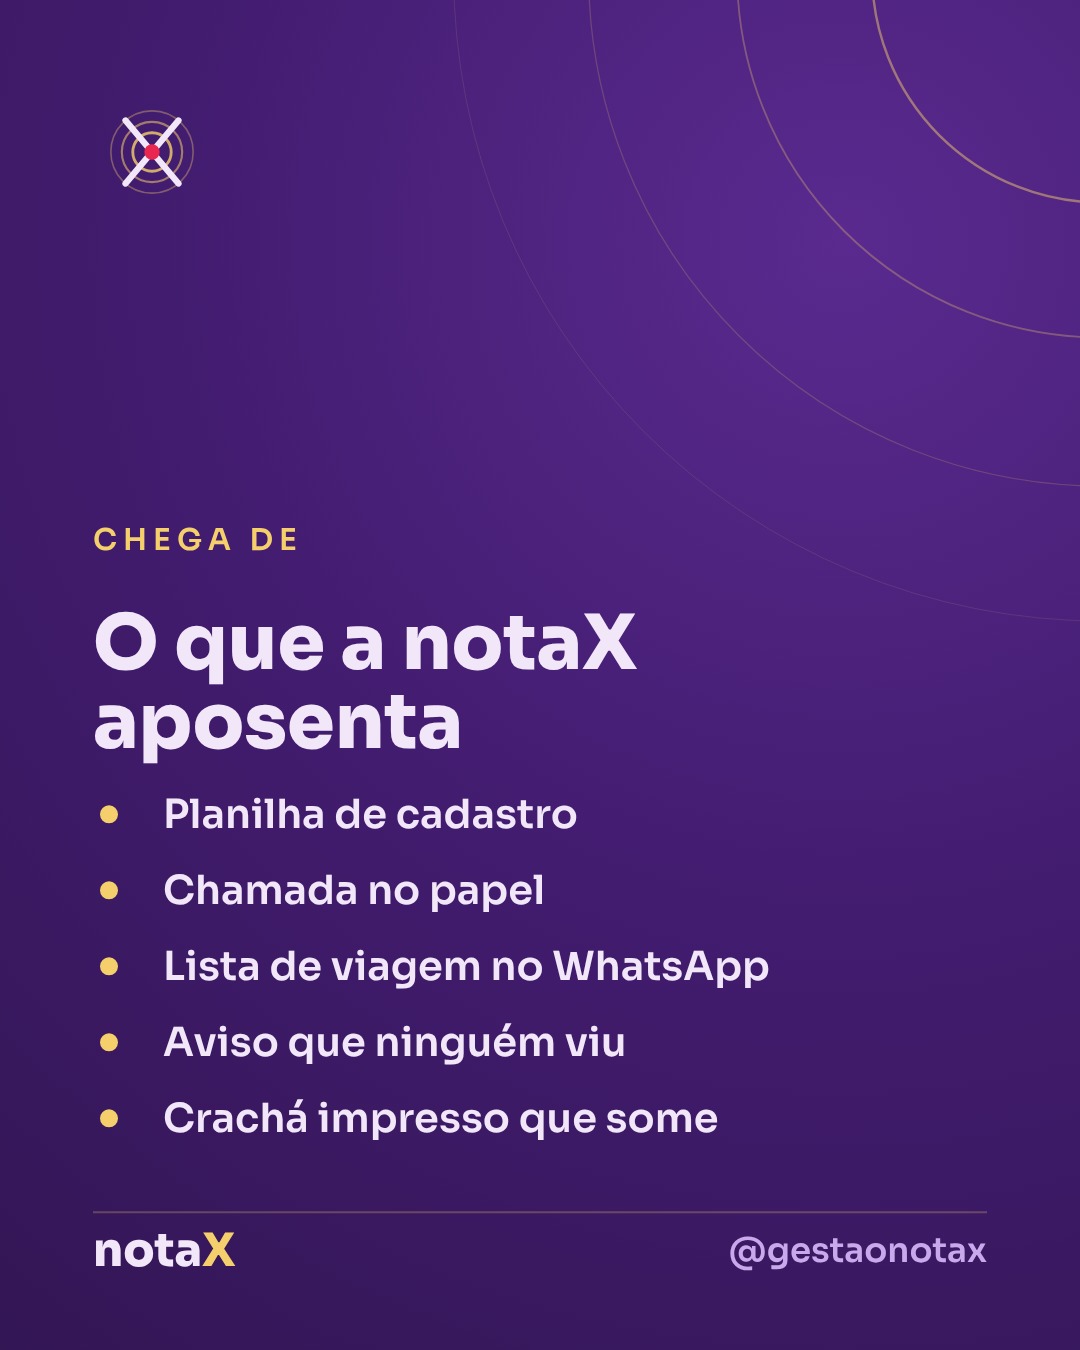 CHEGA DE
O que a notaX
aposenta
Planilha de cadastro
Chamada no papel
Lista de viagem no WhatsApp
Aviso que ninguém viu
Crachá impresso que some
notaX
@gestaonotax